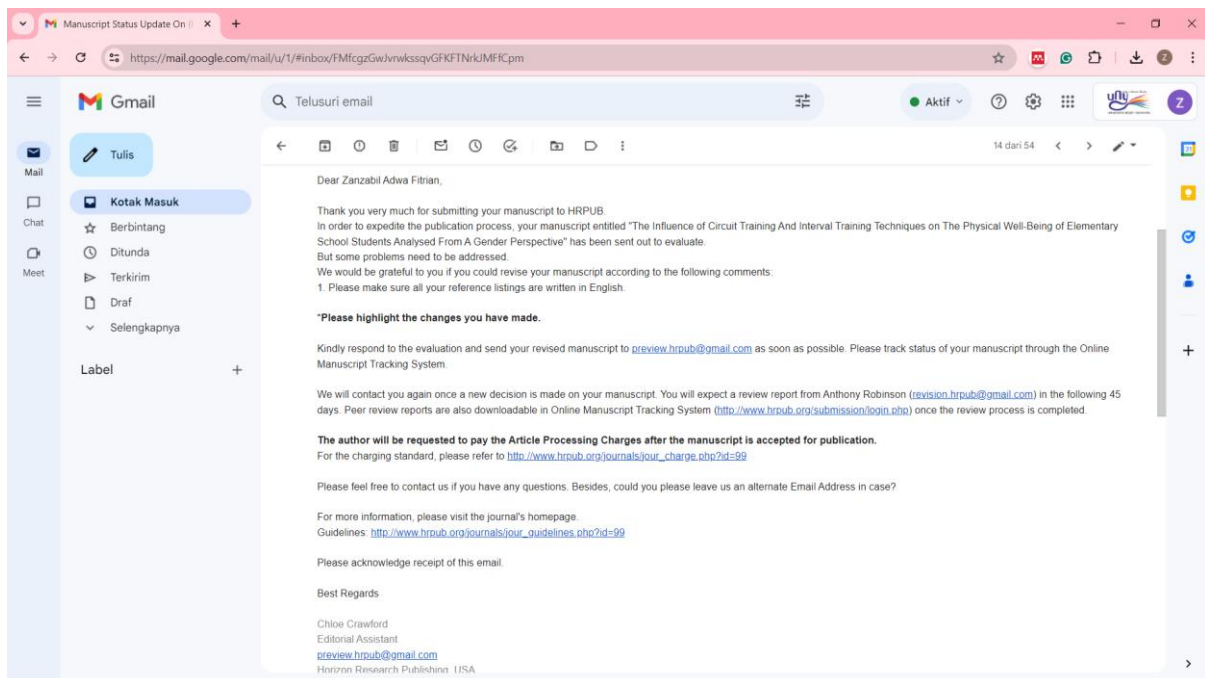 Manuscript Status Update On
https://mail.google.com/mail/u/1/#inbox/FMfcgzGwJvrwkssqvGFKFTNrkJMFfCpm
Z
Gmail
Telusuri email
Aktif
uny
Z
Mail
Chat
Meet
Tulis
Kotak Masuk
Berbintang
Ditunda
Terkirim
Draf
Selengkapnya
Label
14 dari 54
31
Dear Zanzabil Adwa Fitrian,
Thank you very much for submitting your manuscript to HRPUB.
In order to expedite the publication process, your manuscript entitled "The Influence of Circuit Training And Interval Training Techniques on The Physical Well-Being of Elementary
School Students Analysed From A Gender Perspective" has been sent out to evaluate.
But some problems need to be addressed.
We would be grateful to you if you could revise your manuscript according to the following comments:
1. Please make sure all your reference listings are written in English.
*Please highlight the changes you have made.
Kindly respond to the evaluation and send your revised manuscript to preview.hrpub@gmail.com as soon as possible. Please track status of your manuscript through the Online
Manuscript Tracking System.
We will contact you again once a new decision is made on your manuscript. You will expect a review report from Anthony Robinson (revision.hrpub@gmail.com) in the following 45
days. Peer review reports are also downloadable in Online Manuscript Tracking System (http://www.hrpub.org/submission/login.php) once the review process is completed.
The author will be requested to pay the Article Processing Charges after the manuscript is accepted for publication.
For the charging standard, please refer to http://www.hrpub.org/journals/jour_charge.php?id=99
Please feel free to contact us if you have any questions. Besides, could you please leave us an alternate Email Address in case?
For more information, please visit the journal's homepage.
Guidelines: http://www.hrpub.org/journals/jour_guidelines.php?id=99
Please acknowledge receipt of this email.
Best Regards
Chloe Crawford
Editorial Assistant
preview.hrpub@gmail.com
Horizon Research Publishing, USA